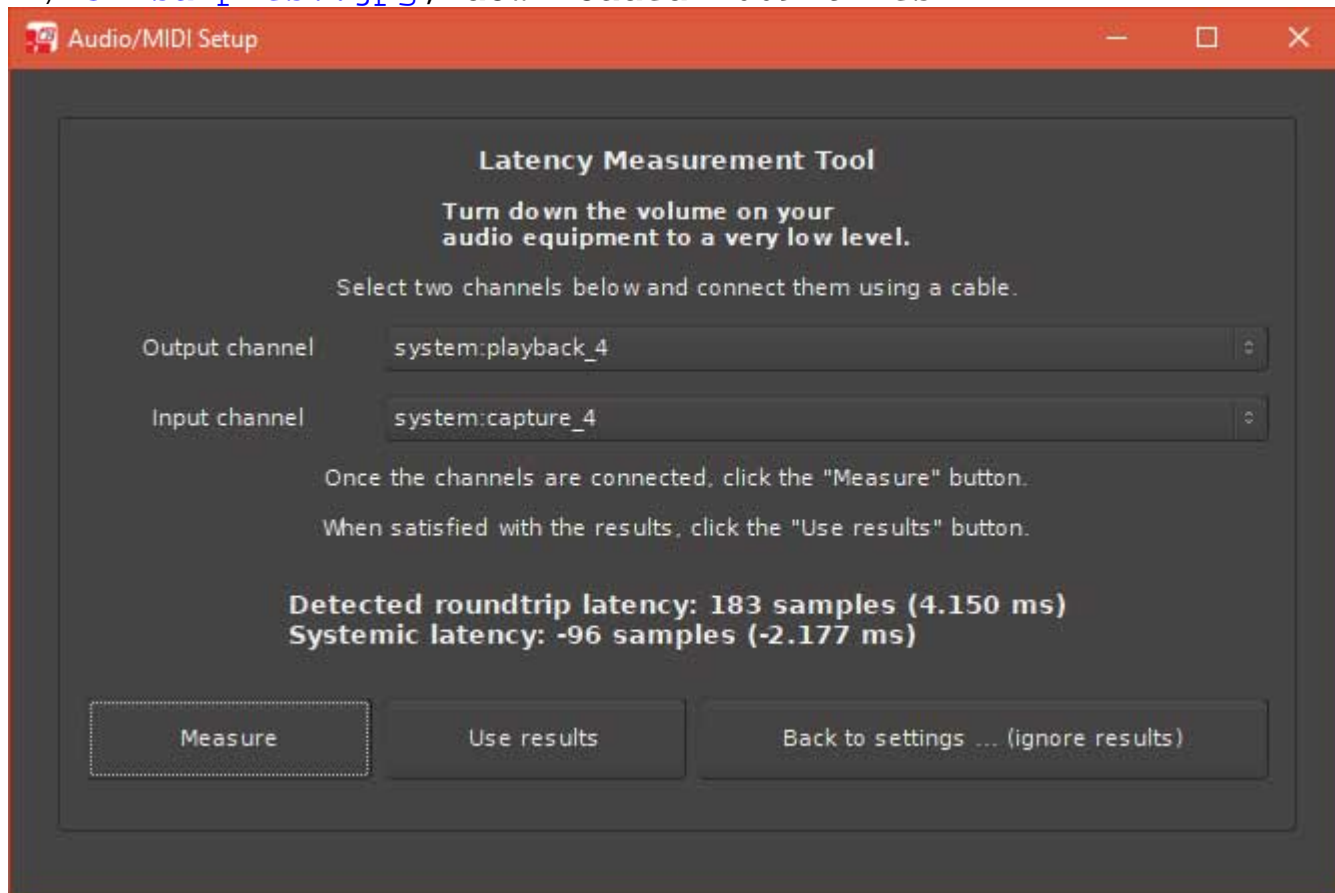 Audio/MIDI Setup
Latency Measurement Tool
Turn down the volume on your
audio equipment to a very low level.
Select two channels below and connect them using a cable.
Output channel system:playback_4
Input channel system:capture_4
Once the channels are connected, click the "Measure" button.
When satisfied with the results, click the "Use results" button.
Detected roundtrip latency: 183 samples (4.150 ms)
Systemic latency: -96 samples (-2.177 ms)
Measure Use results Back to settings ... (ignore results)